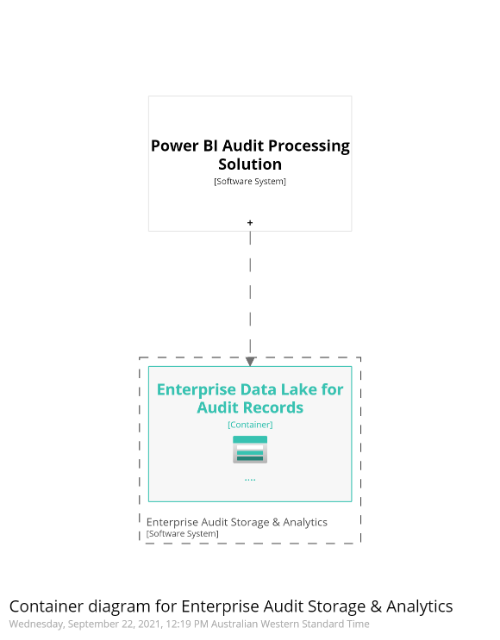 Power BI Audit Processing
Solution
[Software System]
+
Enterprise Data Lake for
Audit Records
[Container]
....
Enterprise Audit Storage & Analytics
[Software System]
Container diagram for Enterprise Audit Storage & Analytics
Wednesday, September 22, 2021, 12:19 PM Australian Western Standard Time